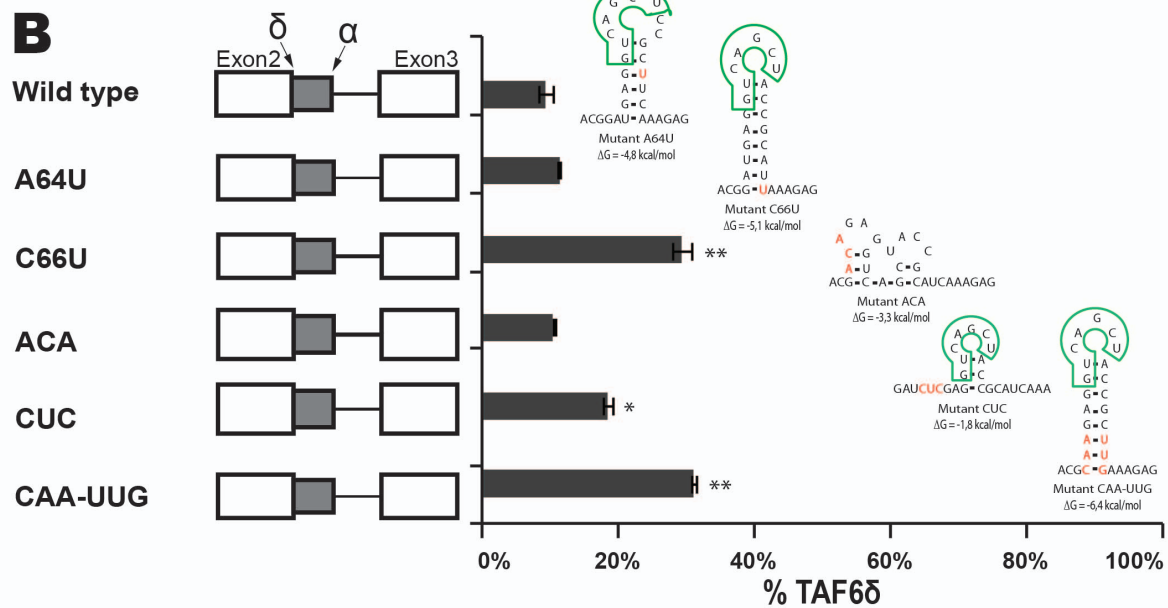 B
δ
α
Exon2
Exon3
Wild type
A64U
C66U
ACA
CUC
CAA-UUG
A C
C C
U G
G C
G U
A U
G C
ACGGAU AAAGAG
Mutant A64U
ΔG = -4,8 kcal/mol
G
A C
C U
U A
G C
G C
A G
G C
U A
A U
ACGG UAAAGAG
Mutant C66U
ΔG = -5,1 kcal/mol
**
G A
A G A C
C G U C
A U C G
ACG C A G CAUCAAAGAG
Mutant ACA
ΔG = -3,3 kcal/mol
G
A C
C U
U A
G C
GAUCUCGAG CGCAUCAAA
Mutant CUC
ΔG = -1,8 kcal/mol
*
G
A C
C U
U A
G C
G C
A G
G C
A U
A U
ACGC GAAAGAG
Mutant CAA-UUG
ΔG = -6,4 kcal/mol
**
0% 20% 40% 60% 80% 100%
% TAF6δ